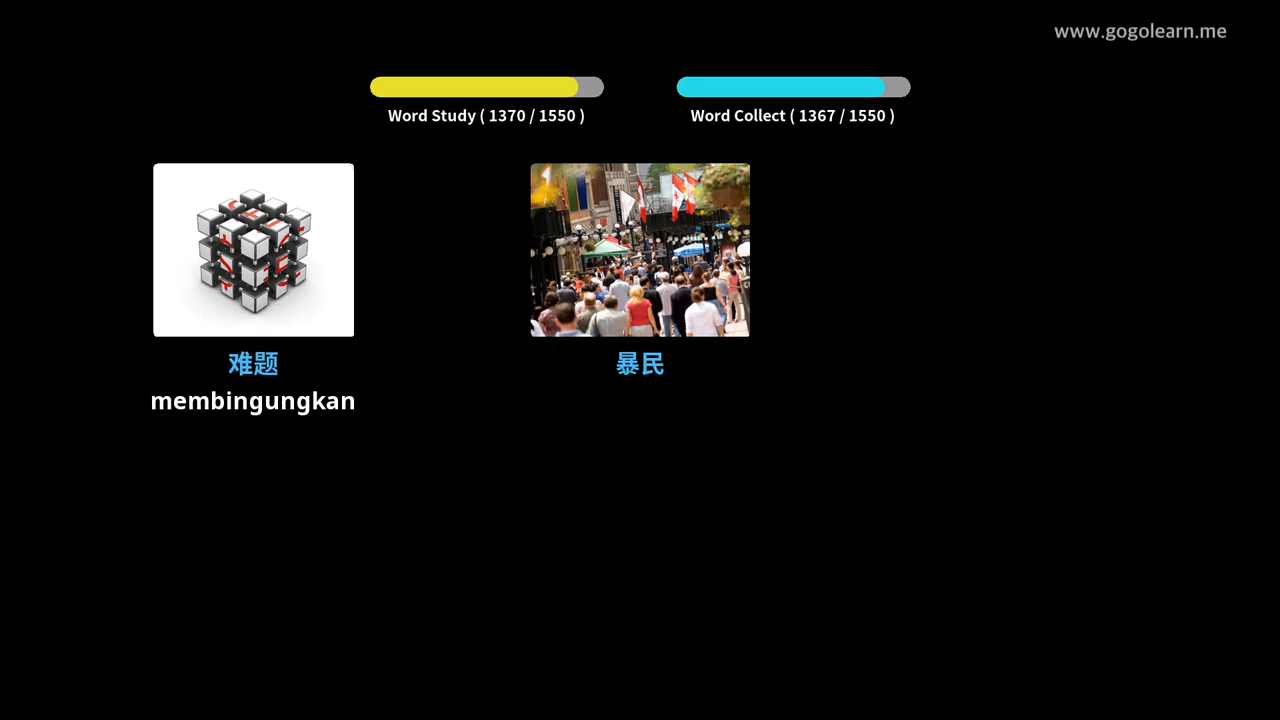 www.gogolearn.me
Word Study ( 1370 / 1550 )
Word Collect ( 1367 / 1550 )
难题
membingungkan
暴民